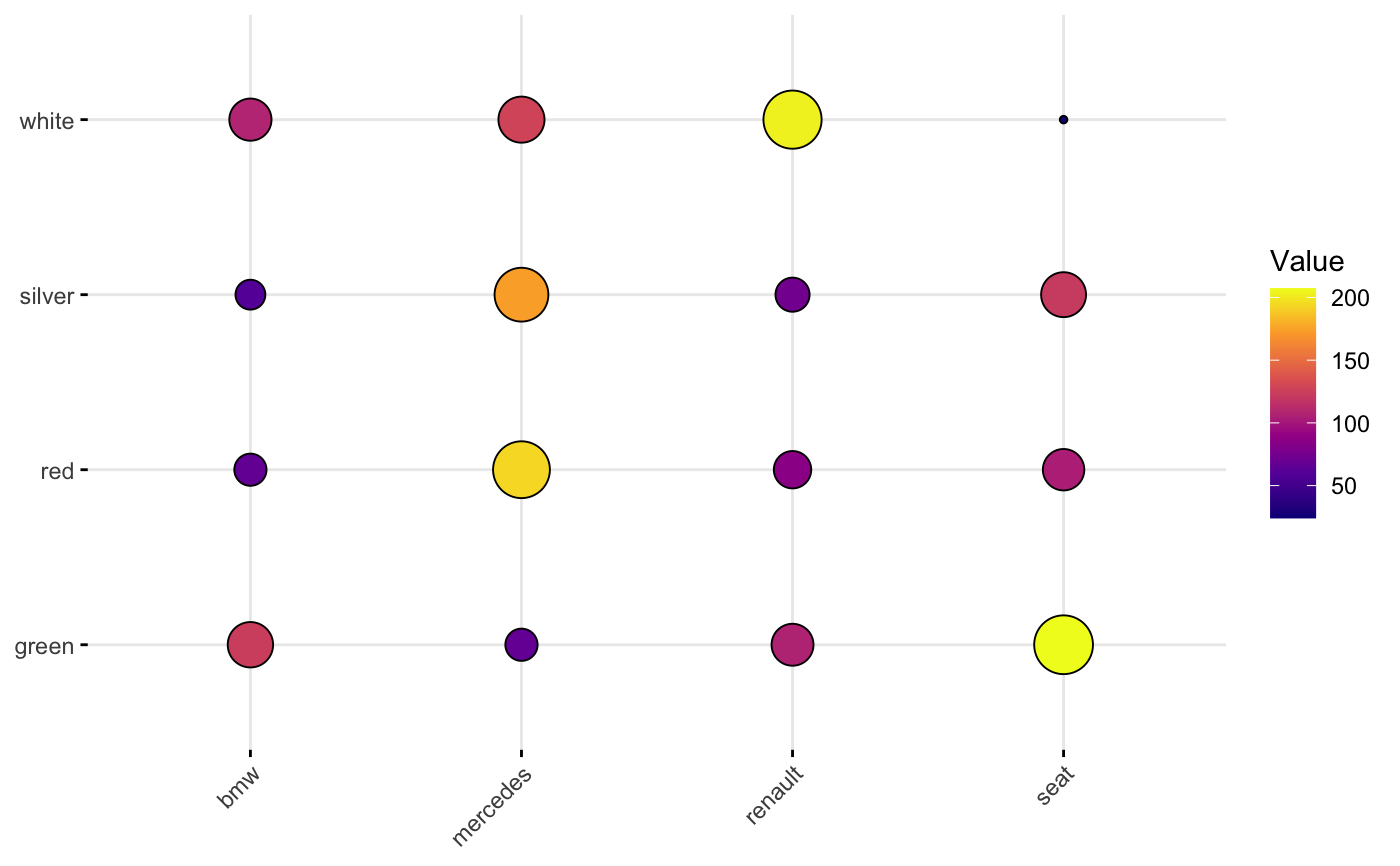 white
silver
red
green
bmw
mercedes
renault
seat
Value
200
150
100
50